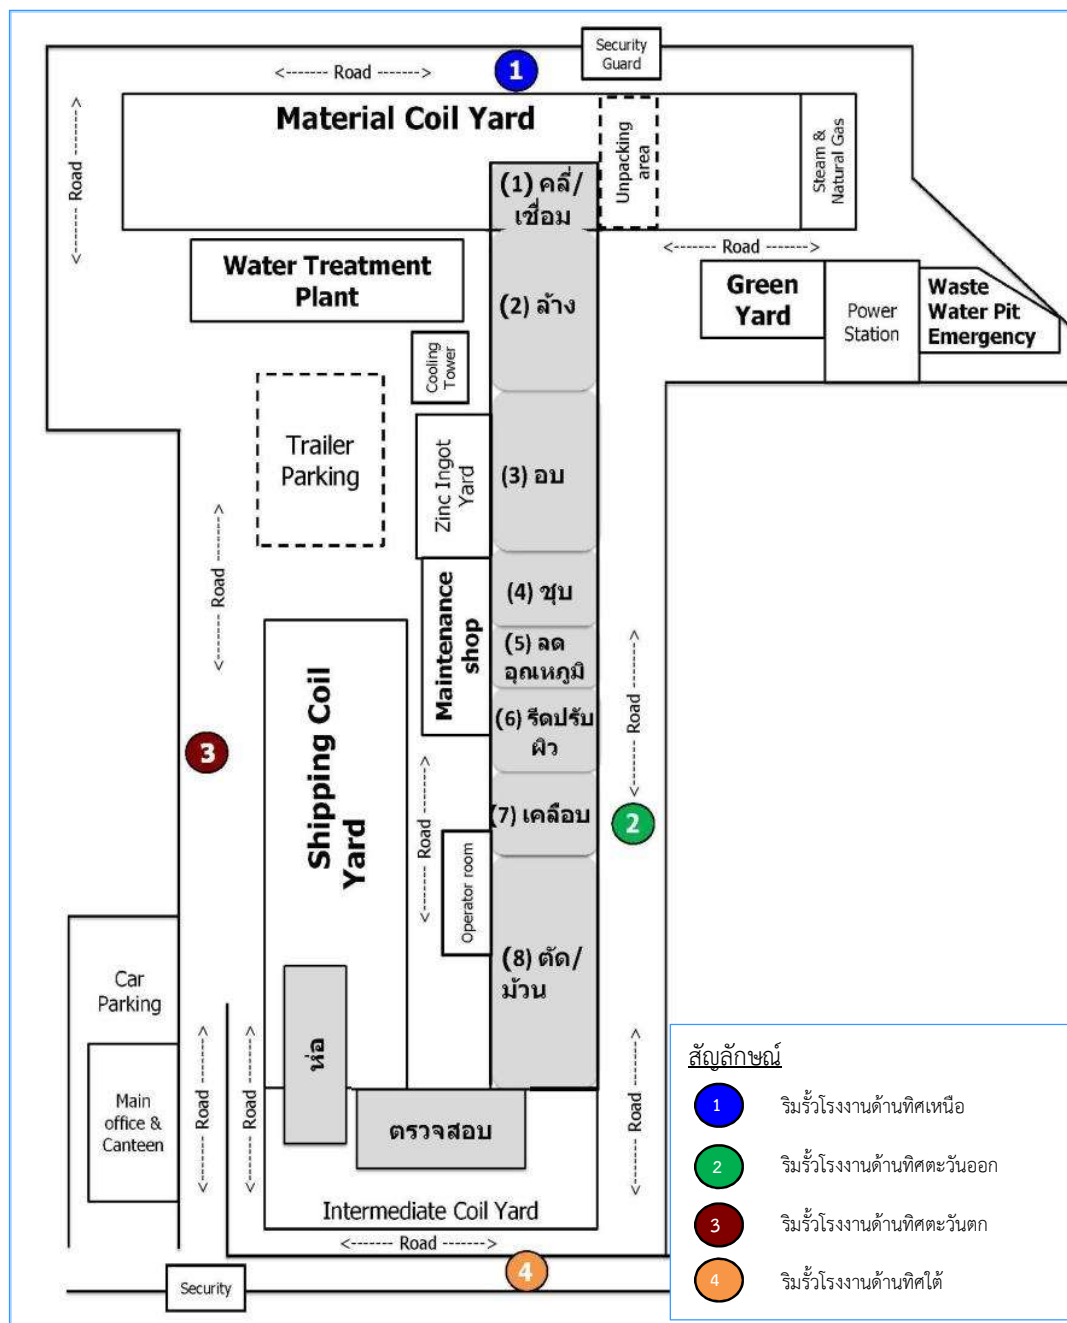 Security
Guard
<------- Road ------->
1
Material Coil Yard
Unpacking
area
Steam &
Natural Gas
<------- Road ------->
(1) คลี่/
เชื่อม
<------- Road ------->
Water Treatment
Plant
(2) ล้าง
Green
Yard
Power
Station
Waste
Water Pit
Emergency
Cooling
Tower
Trailer
Parking
Zinc Ingot
Yard
(3) อบ
<------- Road ------->
Maintenance
shop
(4) ชุบ
(5) ลด
อุณหภูมิ
(6) รีดปรับ
ผิว
<------- Road ------->
3
Shipping Coil
Yard
<------- Road ------->
(7) เคลือบ
2
Operator room
(8) ตัด/
ม้วน
Car
Parking
Main
office &
Canteen
<------- Road ------->
<------- Road ------->
ห่อ
ตรวจสอบ
<------- Road ------->
Intermediate Coil Yard
<------- Road ------->
4
Security
สัญลักษณ์
1 ริมรั้วโรงงานด้านทิศเหนือ
2 ริมรั้วโรงงานด้านทิศตะวันออก
3 ริมรั้วโรงงานด้านทิศตะวันตก
4 ริมรั้วโรงงานด้านทิศใต้